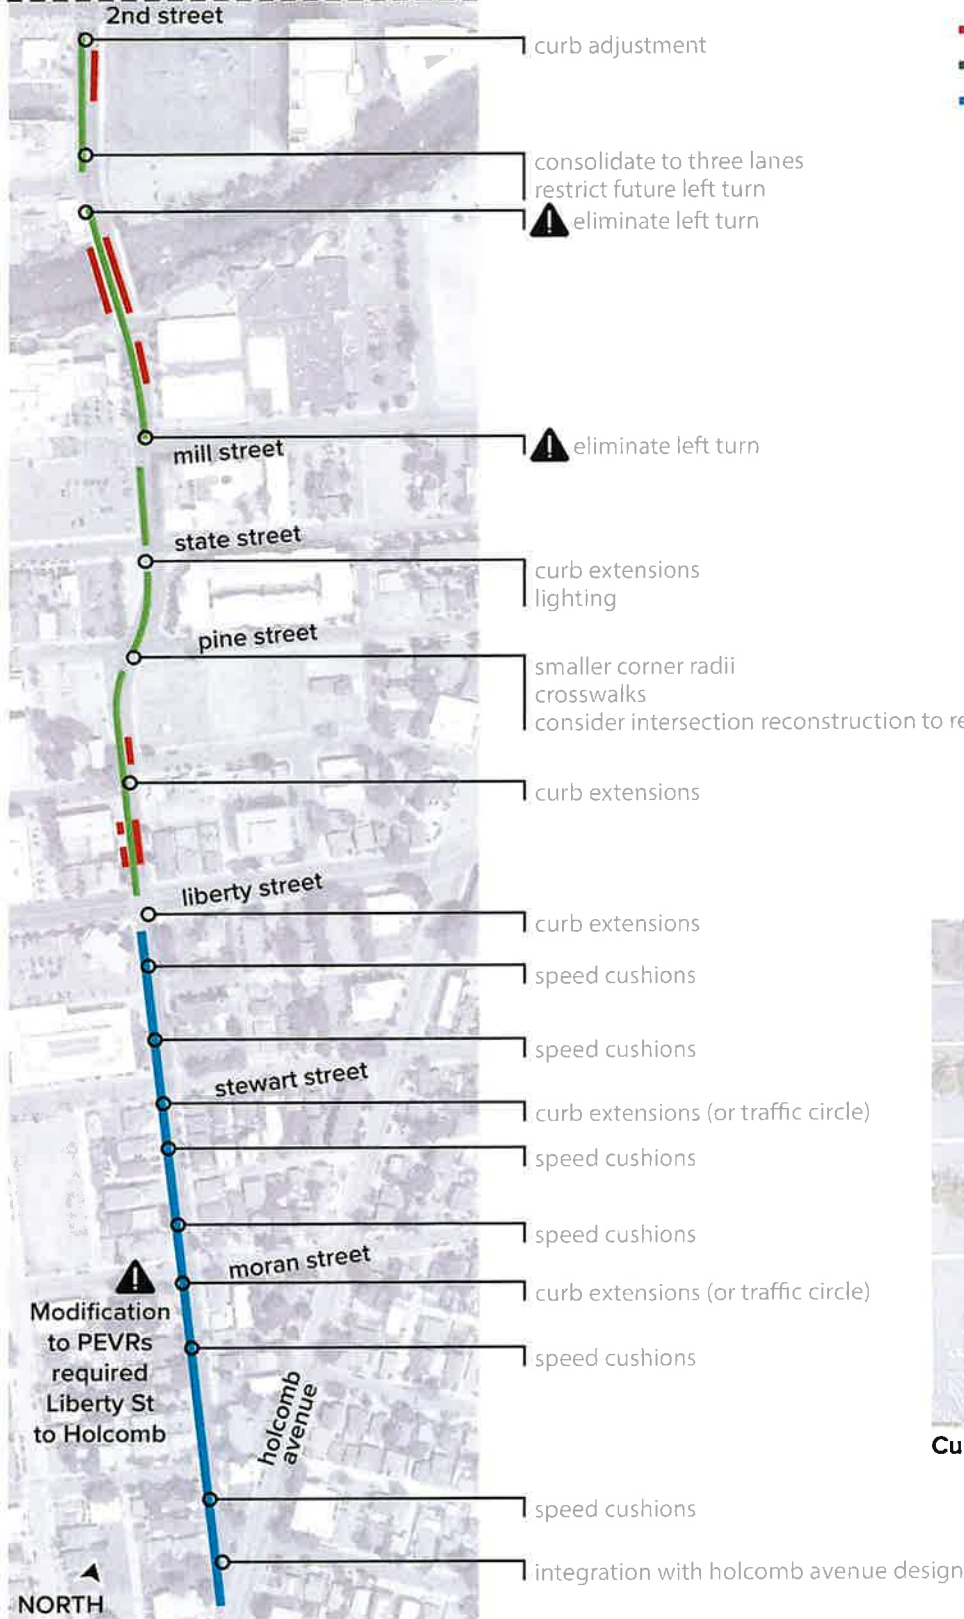 2nd street
curb adjustment
consolidate to three lanes
restrict future left turn
eliminate left turn
mill street
eliminate left turn
state street
curb extensions
lighting
pine street
smaller corner radii
crosswalks
consider intersection reconstruction to re
curb extensions
liberty street
curb extensions
speed cushions
speed cushions
stewart street
curb extensions (or traffic circle)
speed cushions
speed cushions
moran street
curb extensions (or traffic circle)
Modification
to PEVRs
required
Liberty St
to Holcomb
speed cushions
holcomb
avenue
Cu
speed cushions
integration with holcomb avenue design
NORTH